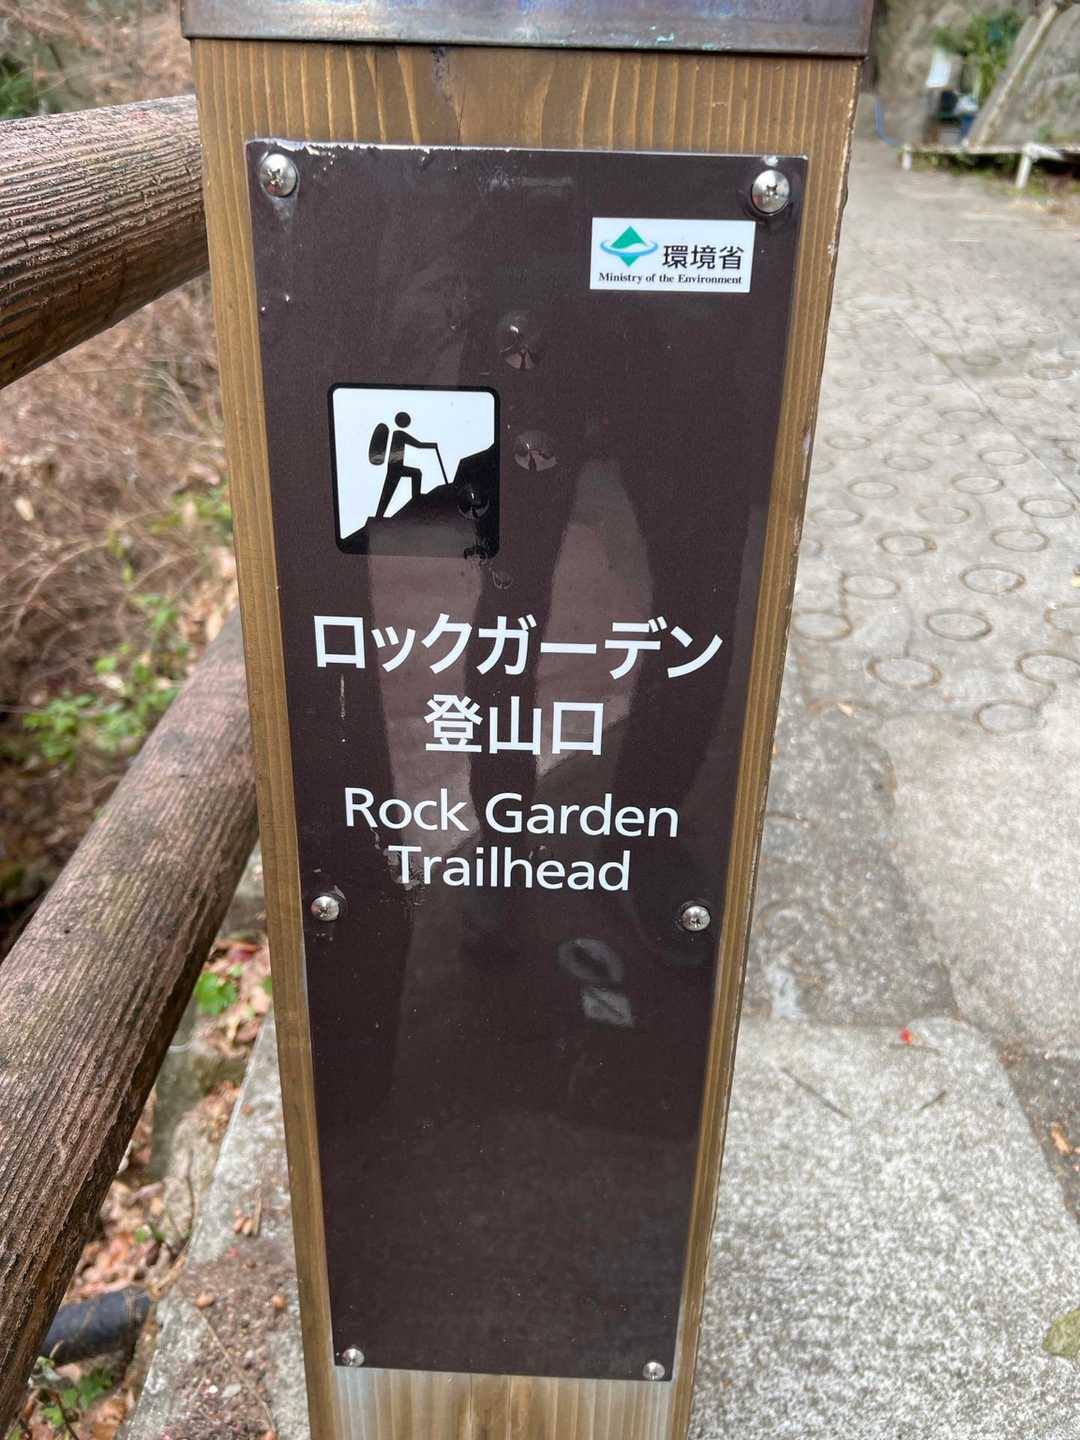 環境省
Ministry of the Environment
ロックガーデン
登山口
Rock Garden
Trailhead